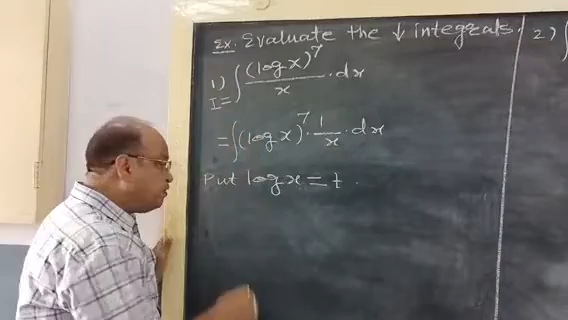 Ex. Evaluate the ↓ integrals. 2) ∫
1) I = ∫ (log x)⁷/x · dx
= ∫ (log x)⁷ · 1/x · dx
Put log x = t .